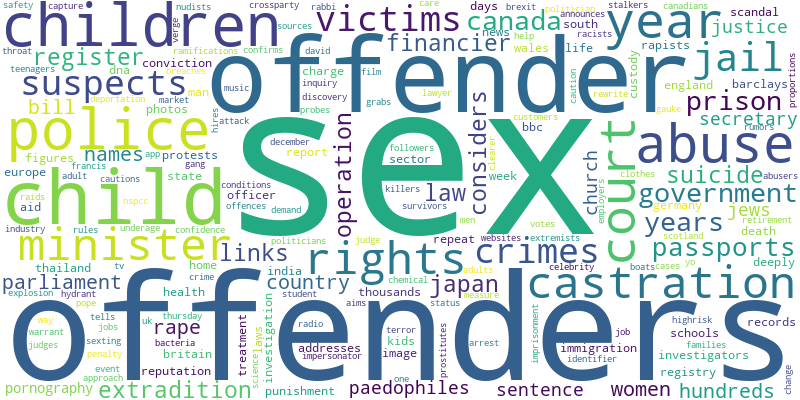 safety
nudists
crossparty
rabbi
care
days
brexit
politician
stalkers
children
verge
capture
sources
victims
canada
announces
canadians
year
scandal
throat
ramifications
confirms
david
financier
news
help
south
racists
justice
register
teenagers
dna
breaches
music
film
wales
life
rapists
jail
conviction
charge
lawyer
suspects
market
man
offender
inquiry
grabs
caution
rewrite
custody
england
barclays
proportions
deportation
discovery
probes
customers
gauke
prison
bill
photos
hires
attack
secretary
police
sex
considers
bbc
rumors
figures
names
protests
december
operation
followers
clearer
court
abuse
europe
app
gang
report
sector
church
clothes
abusers
francis
adult
state
conditions
killers
week
employers
suicide
child
raids
nspcc
cautions
officer
law
germany
government
aid
underage
offences
survivors
men
votes
years
jews
industry
rules
confidence
demand
retirement
minister
politicians
judge
repeat
websites
extremists
scotland
death
links
rights
crimes
passports
thailand
tv
home
india
adults
celebrity
boats
cases
yo
deeply
parliament
crime
country
chemical
japan
castration
explosion
hydrant
health
student
aims
thousands
status
measure
pope
offenders
way
tells
thursday
investigation
radio
terror
prostitutes
job
highrisk
records
warrant
jobs
uk
rape
treatment
laws
addresses
kids
arrest
imprisonment
immigration
schools
judges
sexting
bacteria
impersonator
image
identifier
families
investigators
penalty
britain
science
event
reputation
one
registry
approach
pornography
extradition
punishment
paedophiles
sentence
women
hundreds
change